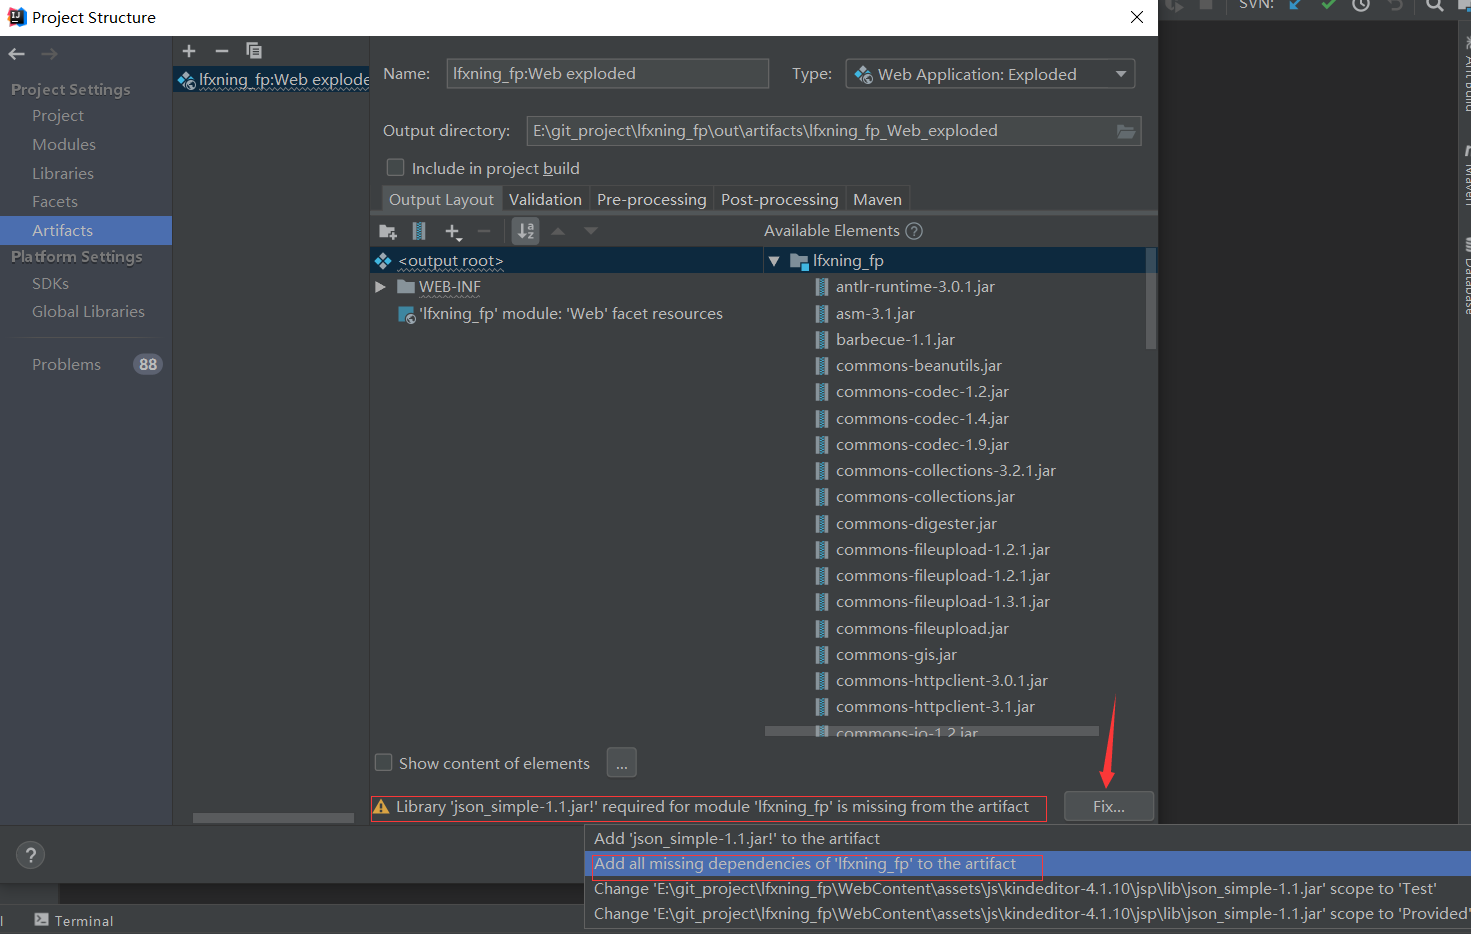 Project Structure
SVN:
Project Settings
Project
Modules
Libraries
Facets
Artifacts
Platform Settings
SDKs
Global Libraries
Problems 88
lfxning_fp:Web explode
Name: lfxning_fp:Web exploded Type: Web Application: Exploded
Output directory: E:\git_project\lfxning_fp\out\artifacts\lfxning_fp_Web_exploded
Include in project build
Output Layout Validation Pre-processing Post-processing Maven
Available Elements ?
<output root>
WEB-INF
'lfxning_fp' module: 'Web' facet resources
lfxning_fp
antlr-runtime-3.0.1.jar
asm-3.1.jar
barbecue-1.1.jar
commons-beanutils.jar
commons-codec-1.2.jar
commons-codec-1.4.jar
commons-codec-1.9.jar
commons-collections-3.2.1.jar
commons-collections.jar
commons-digester.jar
commons-fileupload-1.2.1.jar
commons-fileupload-1.2.1.jar
commons-fileupload-1.3.1.jar
commons-fileupload.jar
commons-gis.jar
commons-httpclient-3.0.1.jar
commons-httpclient-3.1.jar
commons-io-1.2.jar
Show content of elements ...
Library 'json_simple-1.1.jar!' required for module 'lfxning_fp' is missing from the artifact Fix...
Add 'json_simple-1.1.jar!' to the artifact
Add all missing dependencies of 'lfxning_fp' to the artifact
Change 'E:\git_project\lfxning_fp\WebContent\assets\js\kindeditor-4.1.10\jsp\lib\json_simple-1.1.jar' scope to 'Test'
Change 'E:\git_project\lfxning_fp\WebContent\assets\js\kindeditor-4.1.10\jsp\lib\json_simple-1.1.jar' scope to 'Provided'
?
Terminal
Maven
Database